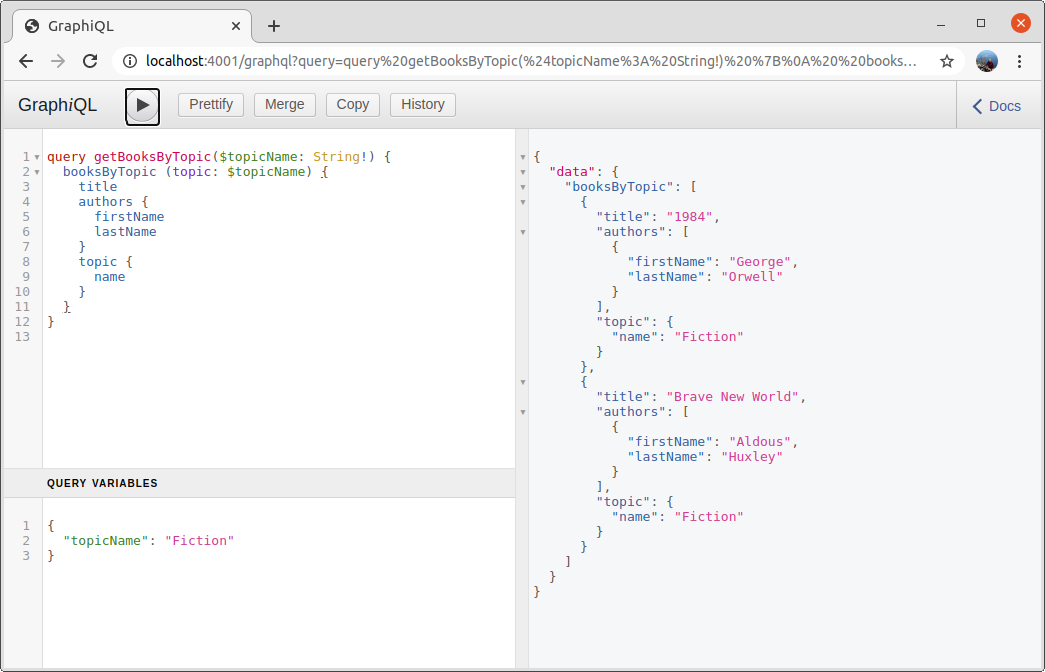 GraphiQL
localhost:4001/graphql?query=query%20getBooksByTopic(%24topicName%3A%20String!)%20%7B%0A%20%20books...
GraphiQL Prettify Merge Copy History Docs
1 query getBooksByTopic($topicName: String!) {
2   booksByTopic (topic: $topicName) {
3     title
4     authors {
5       firstName
6       lastName
7     }
8     topic {
9       name
10     }
11   }
12 }
13
QUERY VARIABLES
1 {
2   "topicName": "Fiction"
3 }
{
  "data": {
    "booksByTopic": [
      {
        "title": "1984",
        "authors": [
          {
            "firstName": "George",
            "lastName": "Orwell"
          }
        ],
        "topic": {
          "name": "Fiction"
        }
      },
      {
        "title": "Brave New World",
        "authors": [
          {
            "firstName": "Aldous",
            "lastName": "Huxley"
          }
        ],
        "topic": {
          "name": "Fiction"
        }
      }
    ]
  }
}